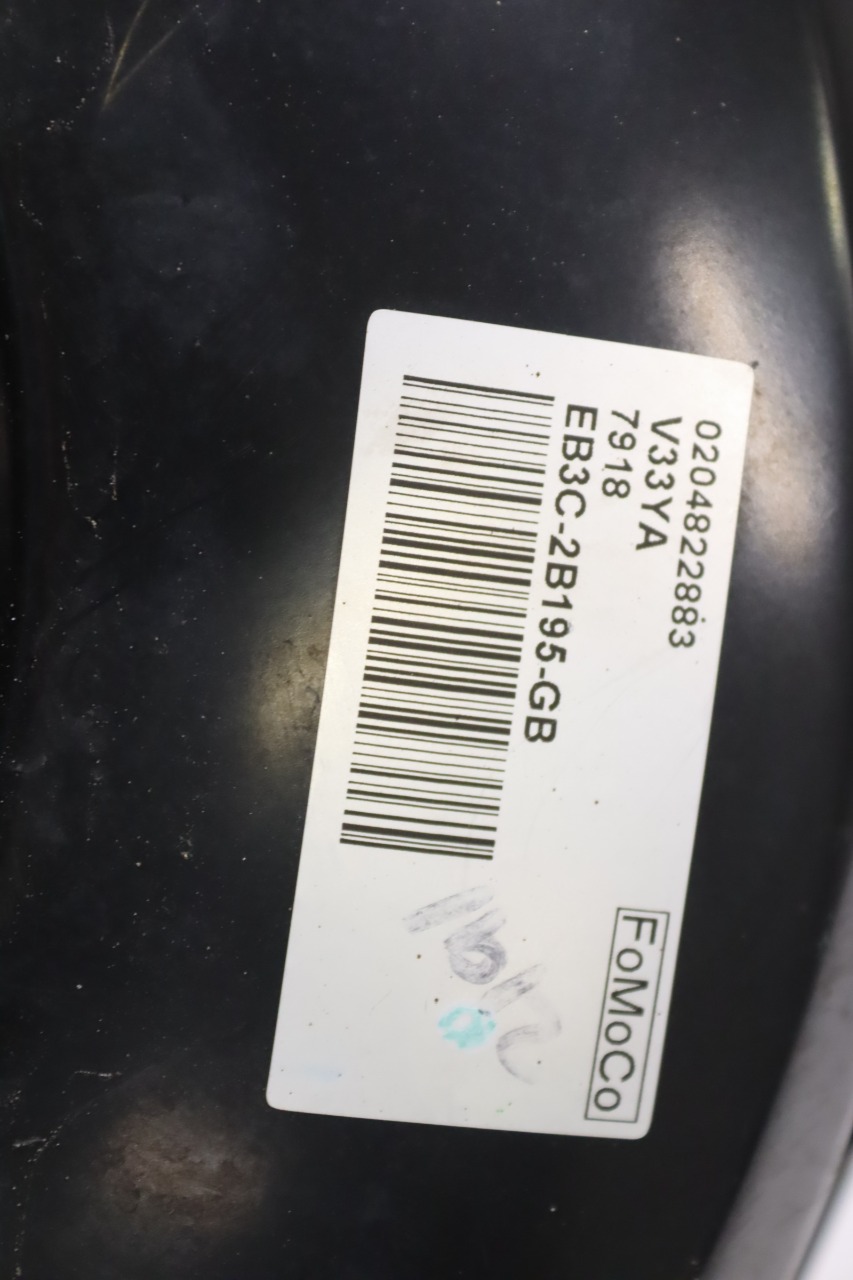 0204822883
V33YA
7918
EB3C-2B195-GB
FoMoCo